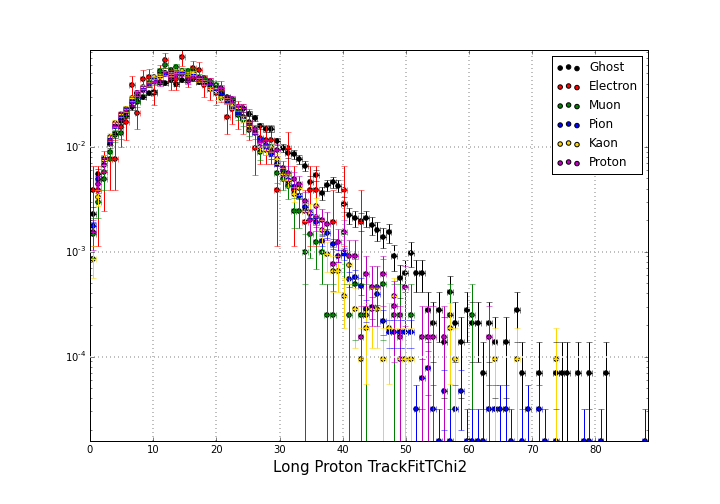 Ghost
Electron
Muon
Pion
Kaon
Proton
10^-2
10^-3
10^-4
0 10 20 30 40 50 60 70 80
Long Proton TrackFitTChi2